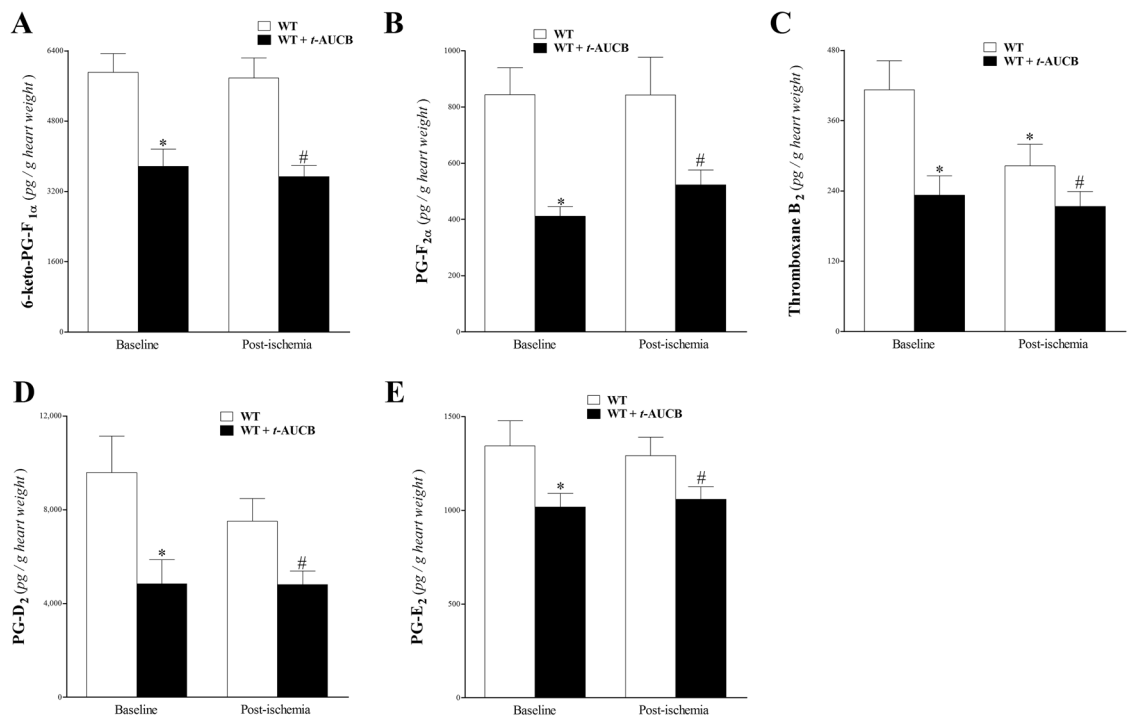 A
WT
WT + t-AUCB
6-keto-PG-F1α (pg / g heart weight)
6400
4800
3200
1600
0
*
#
Baseline
Post-ischemia
B
WT
WT + t-AUCB
PG-F2α (pg / g heart weight)
1000
800
600
400
200
0
*
#
Baseline
Post-ischemia
C
WT
WT + t-AUCB
Thromboxane B2 (pg / g heart weight)
480
360
240
120
0
*
*
#
Baseline
Post-ischemia
D
WT
WT + t-AUCB
PG-D2 (pg / g heart weight)
12,000
8,000
4,000
0
*
#
Baseline
Post-ischemia
E
WT
WT + t-AUCB
PG-E2 (pg / g heart weight)
1500
1000
500
0
*
#
Baseline
Post-ischemia